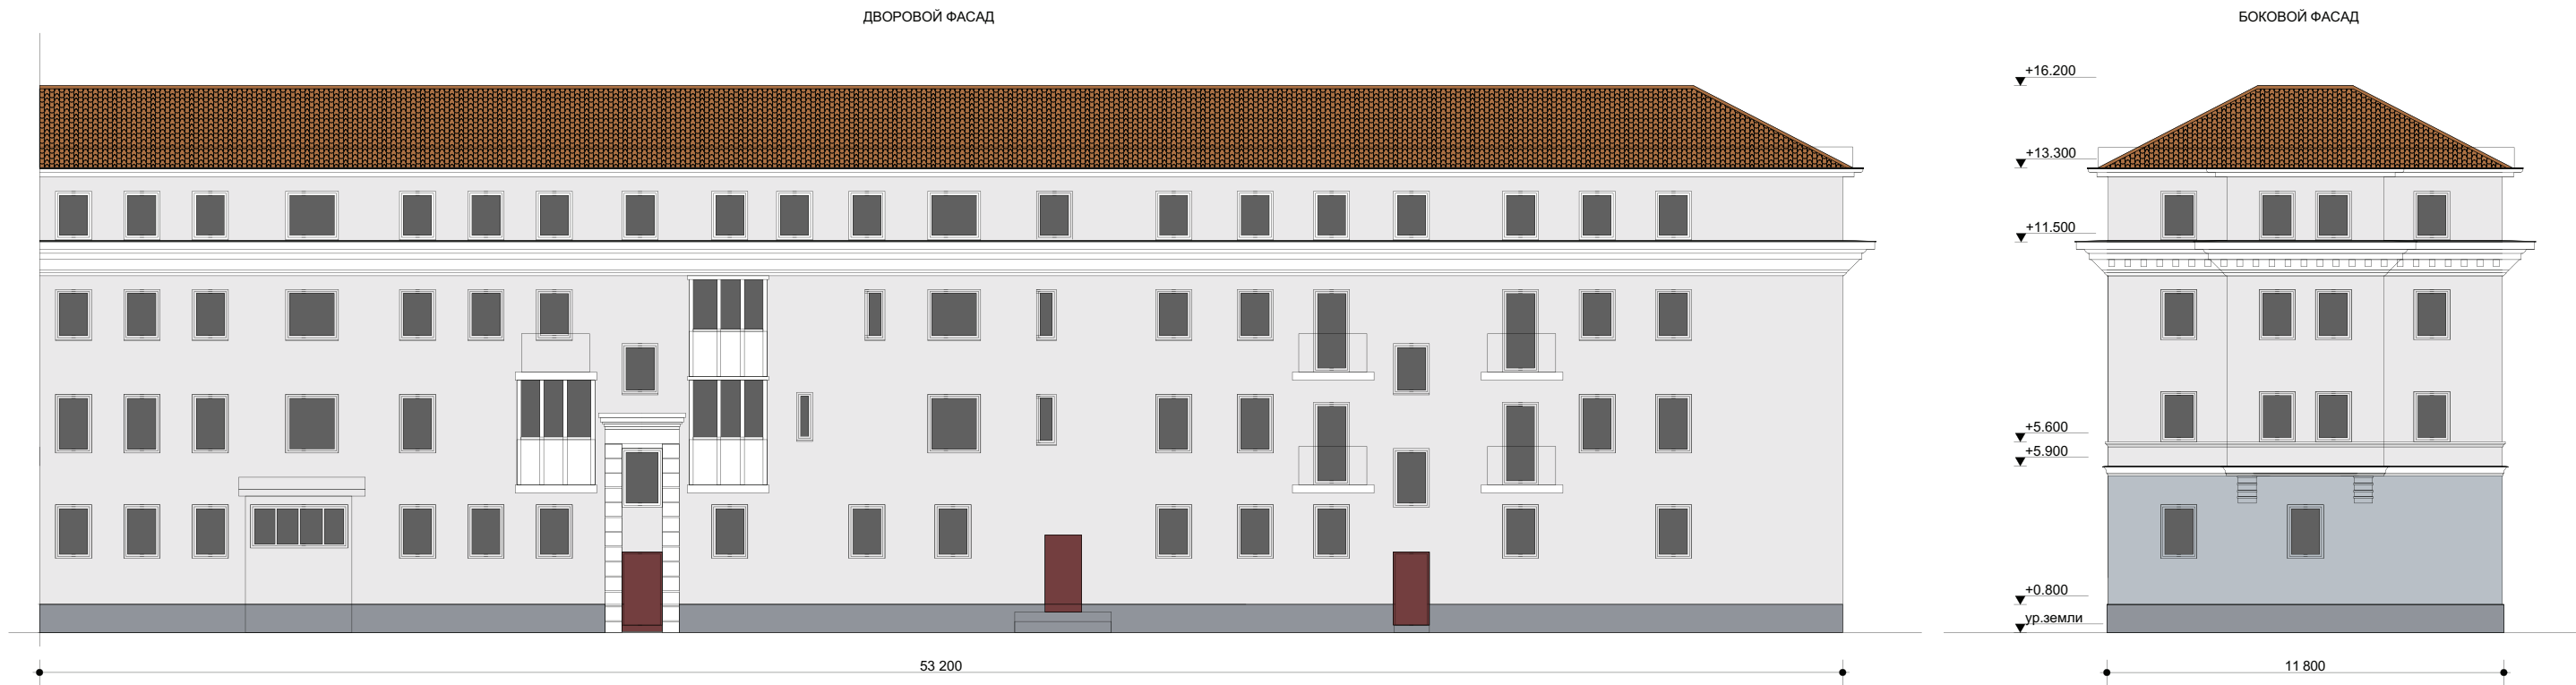 ДВОРОВОЙ ФАСАД
БОКОВОЙ ФАСАД
+16.200
+13.300
+11.500
+5.600
+5.900
+0.800
ур.земли
53 200
11 800